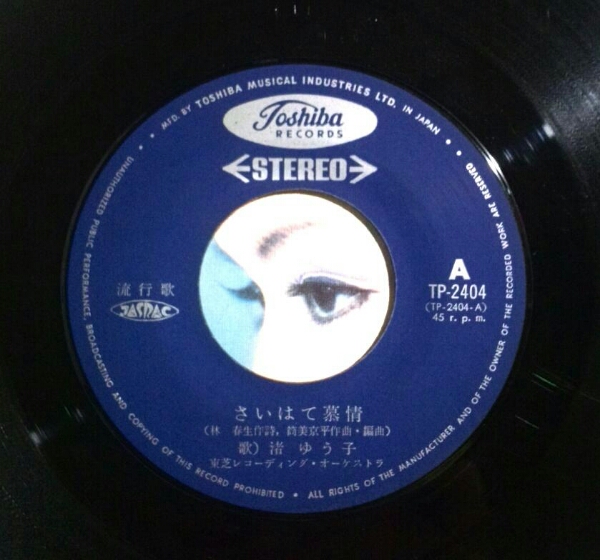 MFD. BY TOSHIBA MUSICAL INDUSTRIES LTD. IN JAPAN
Toshiba
RECORDS
STEREO
A
TP-2404
(TP-2404-A)
45 r. p. m.
流行歌
JASRAC
さいはて慕情
(林 春生作詩, 筒美京平作曲・編曲)
歌) 渚 ゆう子
東芝レコーディング・オーケストラ
UNAUTHORIZED PUBLIC PERFORMANCE, BROADCASTING AND COPYING OF THIS RECORD PROHIBITED • ALL RIGHTS OF THE MANUFACTURER AND OF THE OWNER OF THE RECORDED WORK ARE RESERVED